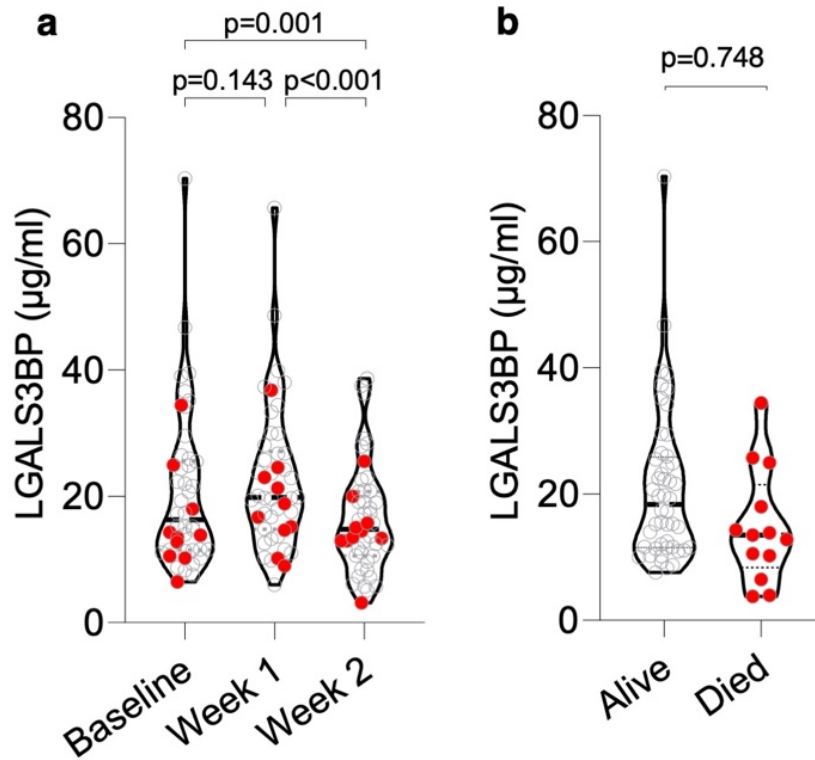 a
p=0.001
p=0.143 p<0.001
LGALS3BP (µg/ml)
80
60
40
20
0
Baseline
Week 1
Week 2
b
p=0.748
LGALS3BP (µg/ml)
80
60
40
20
0
Alive
Died